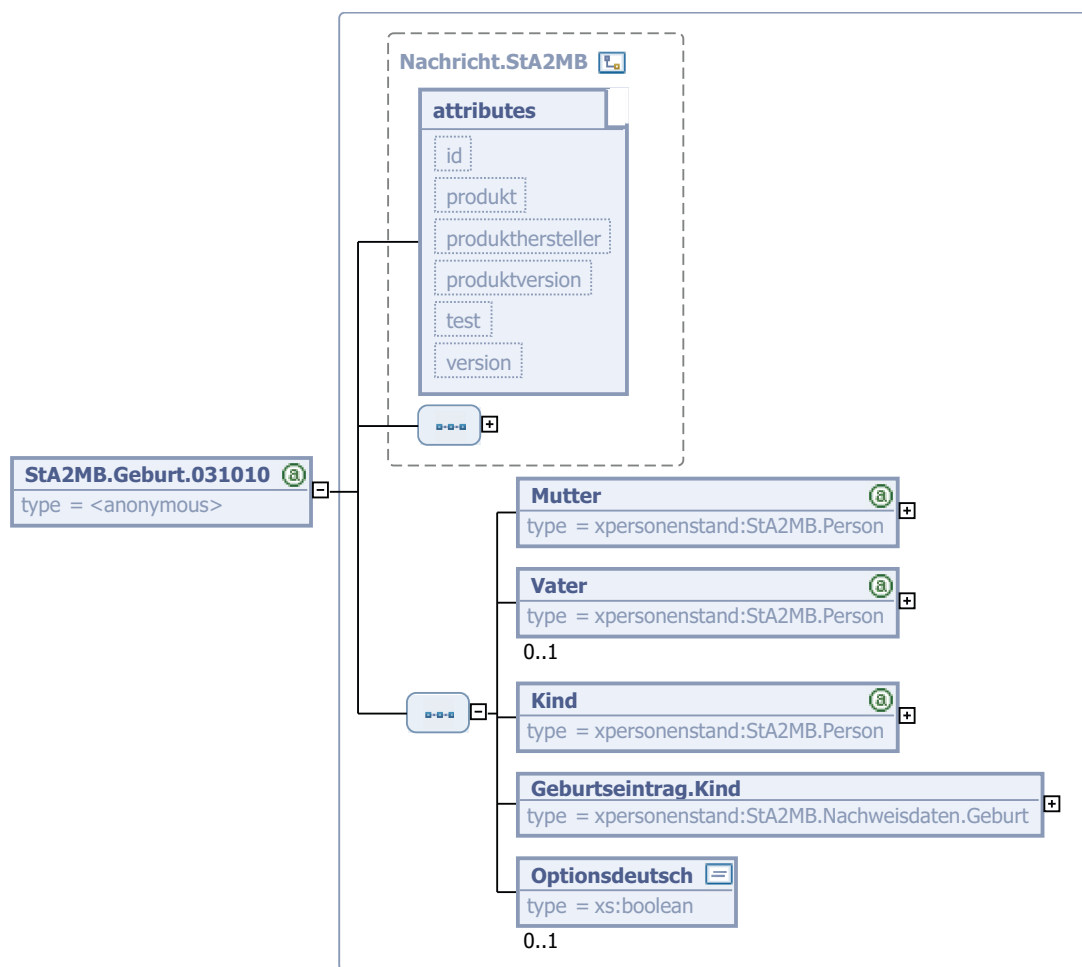 Nachricht.StA2MB
attributes
id
produkt
produkthersteller
produktversion
test
version
StA2MB.Geburt.031010
type = <anonymous>
Mutter
type = xpersonenstand:StA2MB.Person
Vater
type = xpersonenstand:StA2MB.Person
0..1
Kind
type = xpersonenstand:StA2MB.Person
Geburtseintrag.Kind
type = xpersonenstand:StA2MB.Nachweisdaten.Geburt
Optionsdeutsch
type = xs:boolean
0..1